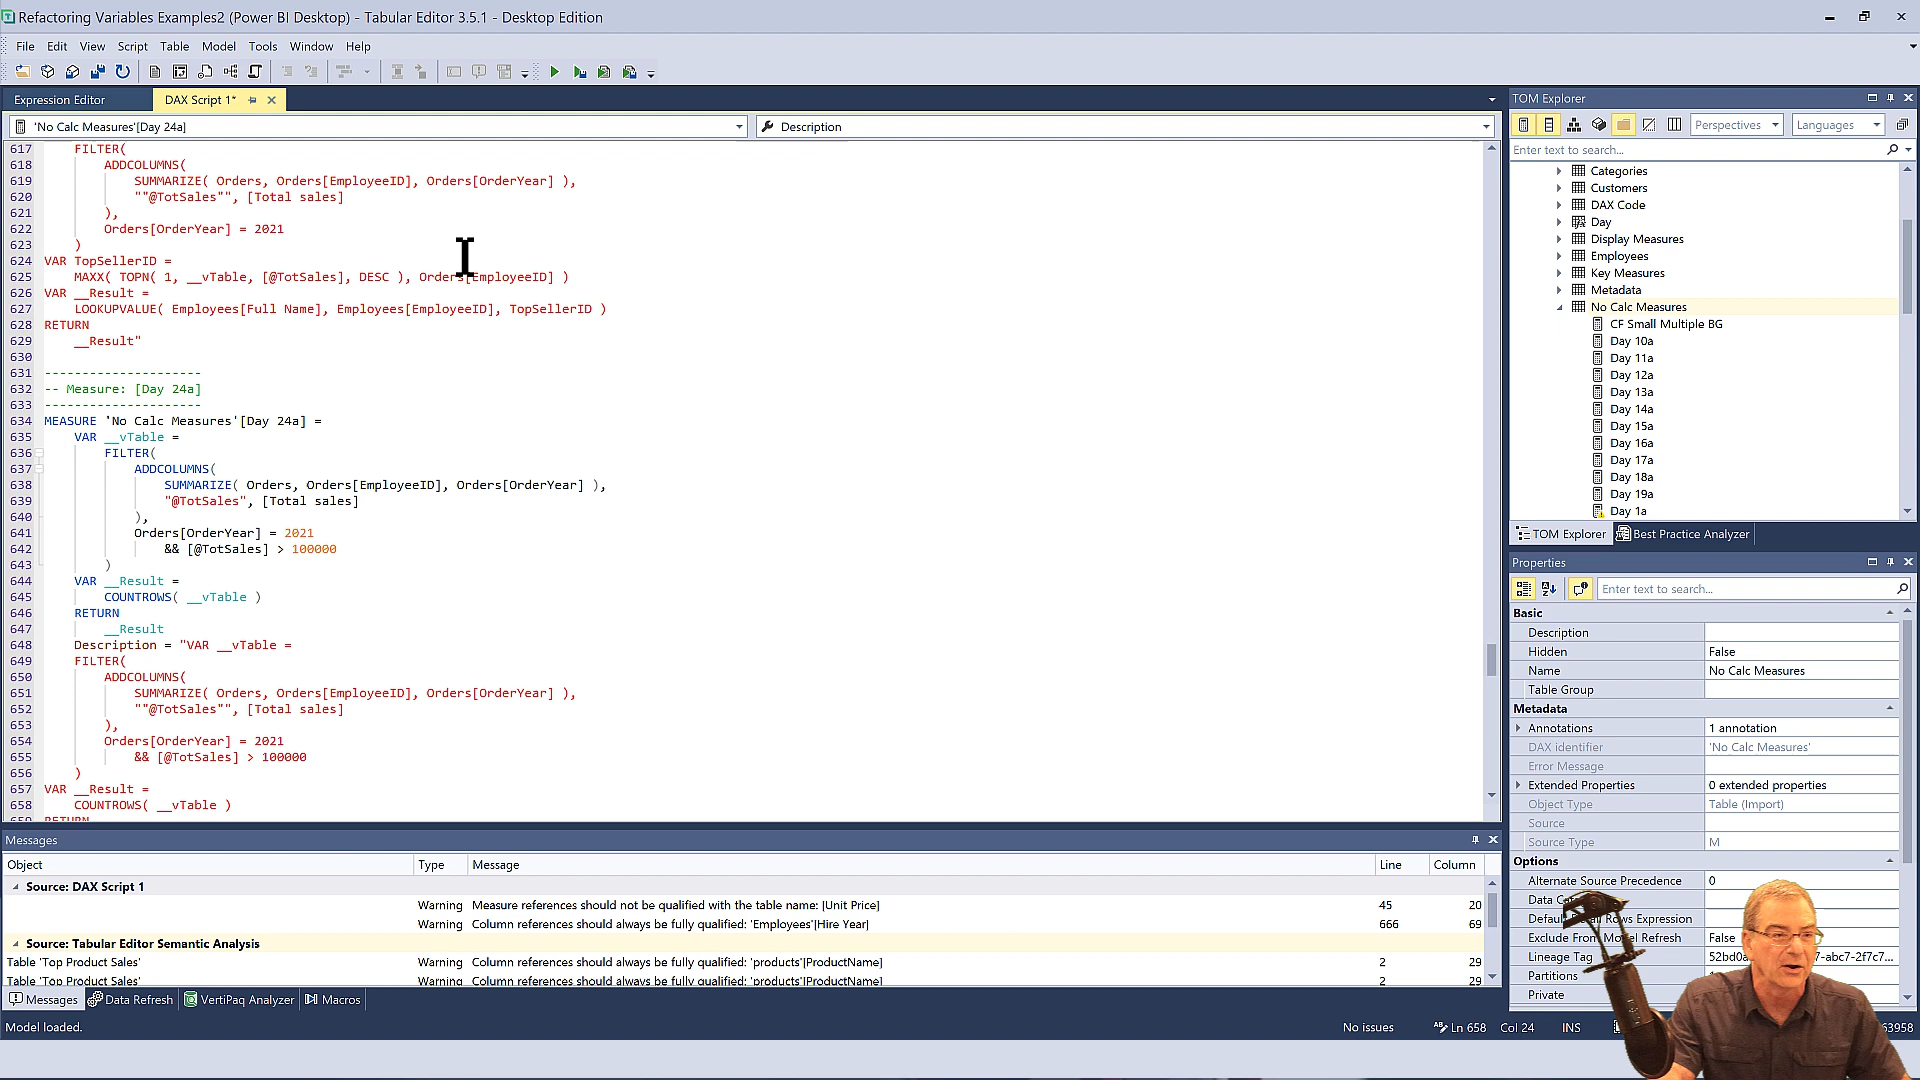 Refactoring Variables Examples2 (Power BI Desktop) - Tabular Editor 3.5.1 - Desktop Edition
File Edit View Script Table Model Tools Window Help
Expression Editor DAX Script 1*
'No Calc Measures'[Day 24a] Description
617 FILTER(
618 ADDCOLUMNS(
619 SUMMARIZE( Orders, Orders[EmployeeID], Orders[OrderYear] ),
620 ""@TotSales"", [Total sales]
621 ),
622 Orders[OrderYear] = 2021
623 )
624 VAR TopSellerID =
625 MAXX( TOPN( 1, __vTable, [@TotSales], DESC ), Orders[EmployeeID] )
626 VAR __Result =
627 LOOKUPVALUE( Employees[Full Name], Employees[EmployeeID], TopSellerID )
628 RETURN
629 __Result"
630
631 ---------------------
632 -- Measure: [Day 24a]
633 ---------------------
634 MEASURE 'No Calc Measures'[Day 24a] =
635 VAR __vTable =
636 FILTER(
637 ADDCOLUMNS(
638 SUMMARIZE( Orders, Orders[EmployeeID], Orders[OrderYear] ),
639 "@TotSales", [Total sales]
640 ),
641 Orders[OrderYear] = 2021
642 && [@TotSales] > 100000
643 )
644 VAR __Result =
645 COUNTROWS( __vTable )
646 RETURN
647 __Result
648 Description = "VAR __vTable =
649 FILTER(
650 ADDCOLUMNS(
651 SUMMARIZE( Orders, Orders[EmployeeID], Orders[OrderYear] ),
652 ""@TotSales"", [Total sales]
653 ),
654 Orders[OrderYear] = 2021
655 && [@TotSales] > 100000
656 )
657 VAR __Result =
658 COUNTROWS( __vTable )
659 RETURN
Messages
Object Type Message Line Column
Source: DAX Script 1
Warning Measure references should not be qualified with the table name: [Unit Price] 45 20
Warning Column references should always be fully qualified: 'Employees'[Hire Year] 666 69
Source: Tabular Editor Semantic Analysis
Table 'Top Product Sales' Warning Column references should always be fully qualified: 'products'[ProductName] 2 29
Table 'Top Product Sales' Warning Column references should always be fully qualified: 'products'[ProductName] 2 29
Messages Data Refresh VertiPaq Analyzer Macros
Model loaded. No issues Ln 658 Col 24 INS 63958
TOM Explorer
Perspectives Languages
Enter text to search...
Categories
Customers
DAX Code
Day
Display Measures
Employees
Key Measures
Metadata
No Calc Measures
CF Small Multiple BG
Day 10a
Day 11a
Day 12a
Day 13a
Day 14a
Day 15a
Day 16a
Day 17a
Day 18a
Day 19a
Day 1a
TOM Explorer Best Practice Analyzer
Properties
Enter text to search...
Basic
Description
Hidden False
Name No Calc Measures
Table Group
Metadata
Annotations 1 annotation
DAX identifier 'No Calc Measures'
Error Message
Extended Properties 0 extended properties
Object Type Table (Import)
Source
Source Type M
Options
Alternate Source Precedence 0
Data
Rows Expression
Exclude From Model Refresh False
Lineage Tag
Partitions
Private